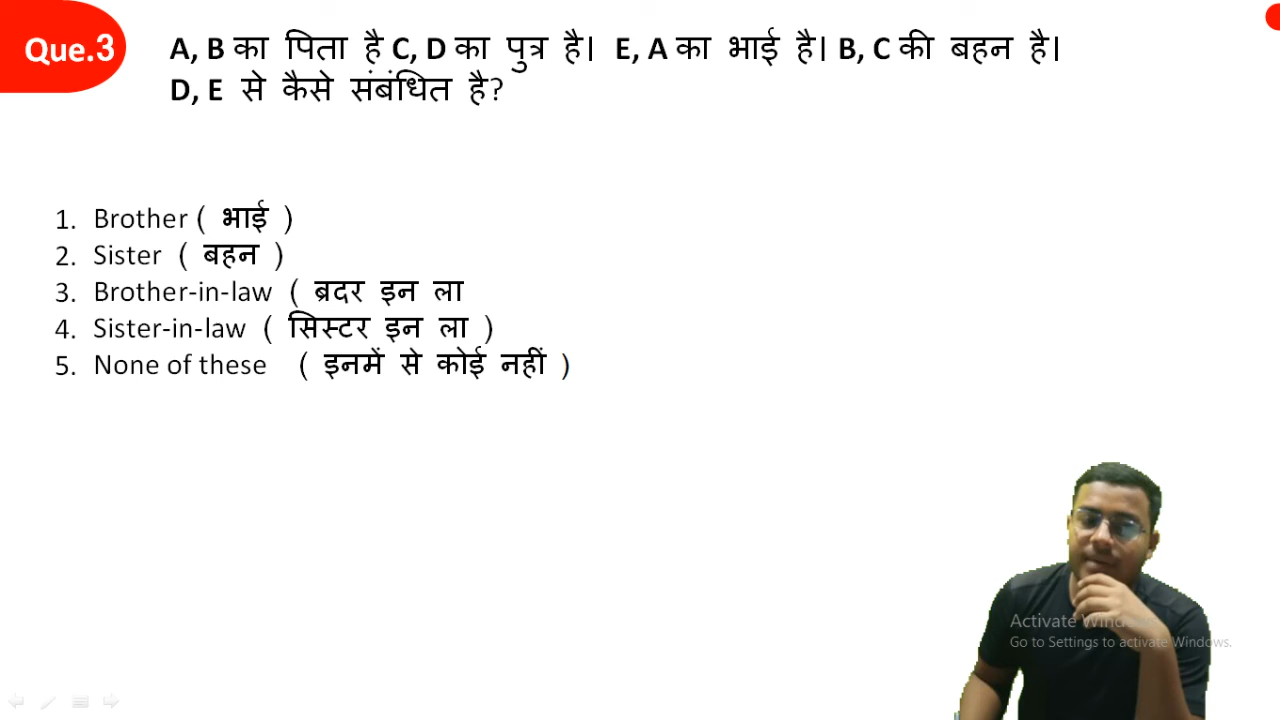 Que.3
A, B का पिता है C, D का पुत्र है। E, A का भाई है। B, C की बहन है।
D, E से कैसे संबंधित है?
1. Brother ( भाई )
2. Sister ( बहन )
3. Brother-in-law ( ब्रदर इन ला
4. Sister-in-law ( सिस्टर इन ला )
5. None of these ( इनमें से कोई नहीं )
Activate Windows
Go to Settings to activate Windows.